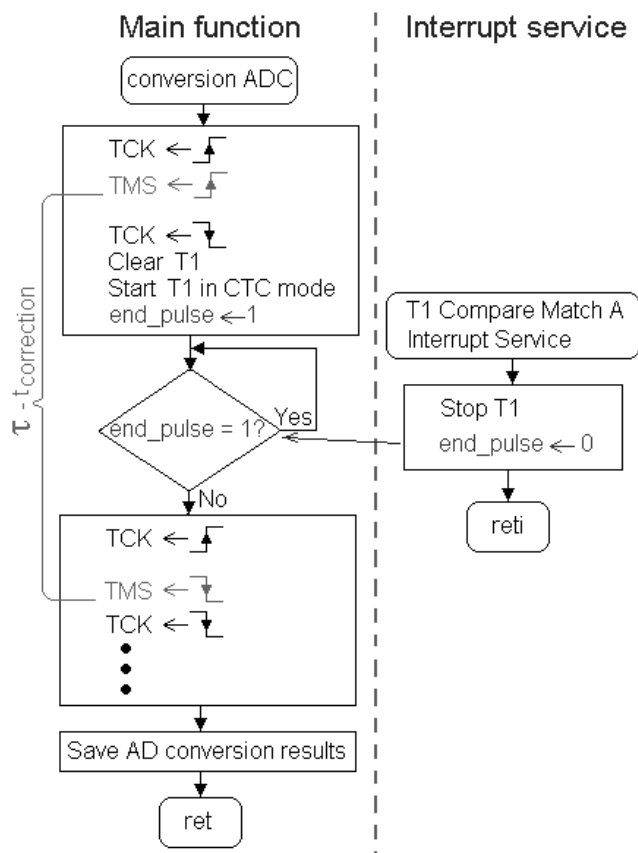 Main function
Interrupt service
conversion ADC
TCK ←
TMS ←
TCK ←
Clear T1
Start T1 in CTC mode
end_pulse ← 1
τ - tcorrection
end_pulse = 1?
Yes
No
TCK ←
TMS ←
TCK ←
Save AD conversion results
ret
T1 Compare Match A
Interrupt Service
Stop T1
end_pulse ← 0
reti